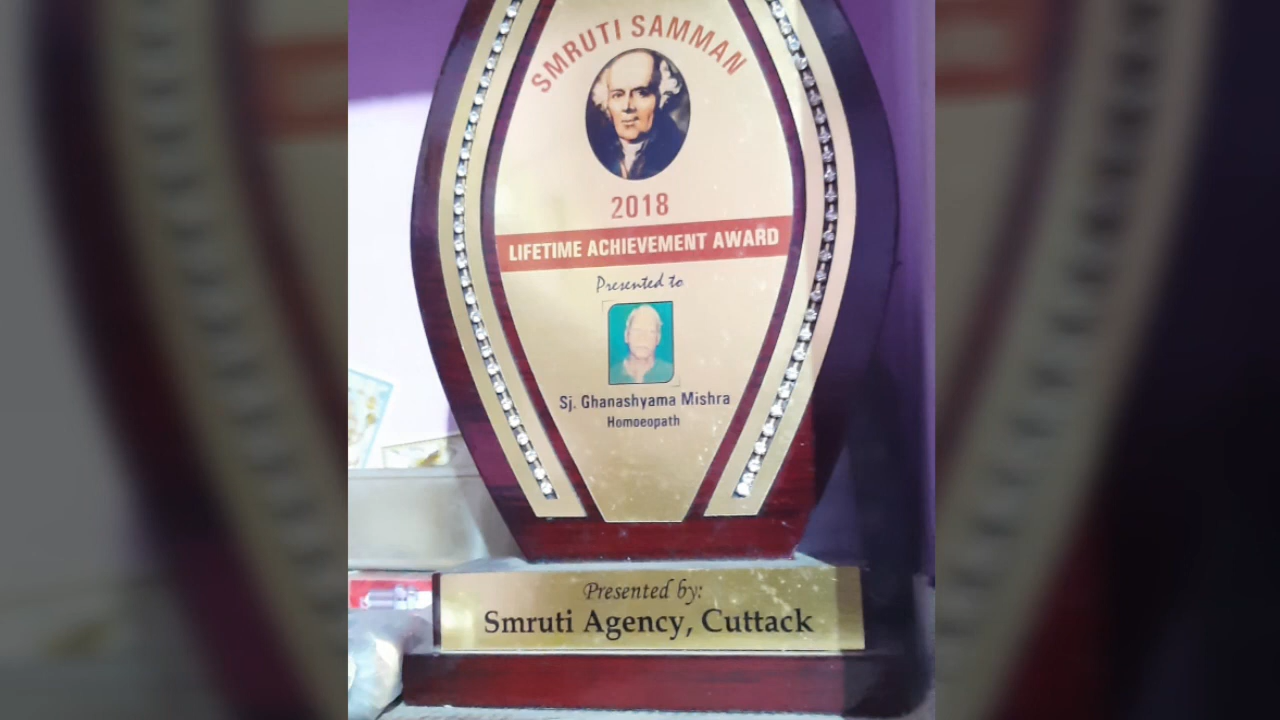 SMRUTI SAMMAN
2018
LIFETIME ACHIEVEMENT AWARD
Presented to
Sj. Ghanashyama Mishra
Homoeopath
Presented by:
Smruti Agency, Cuttack